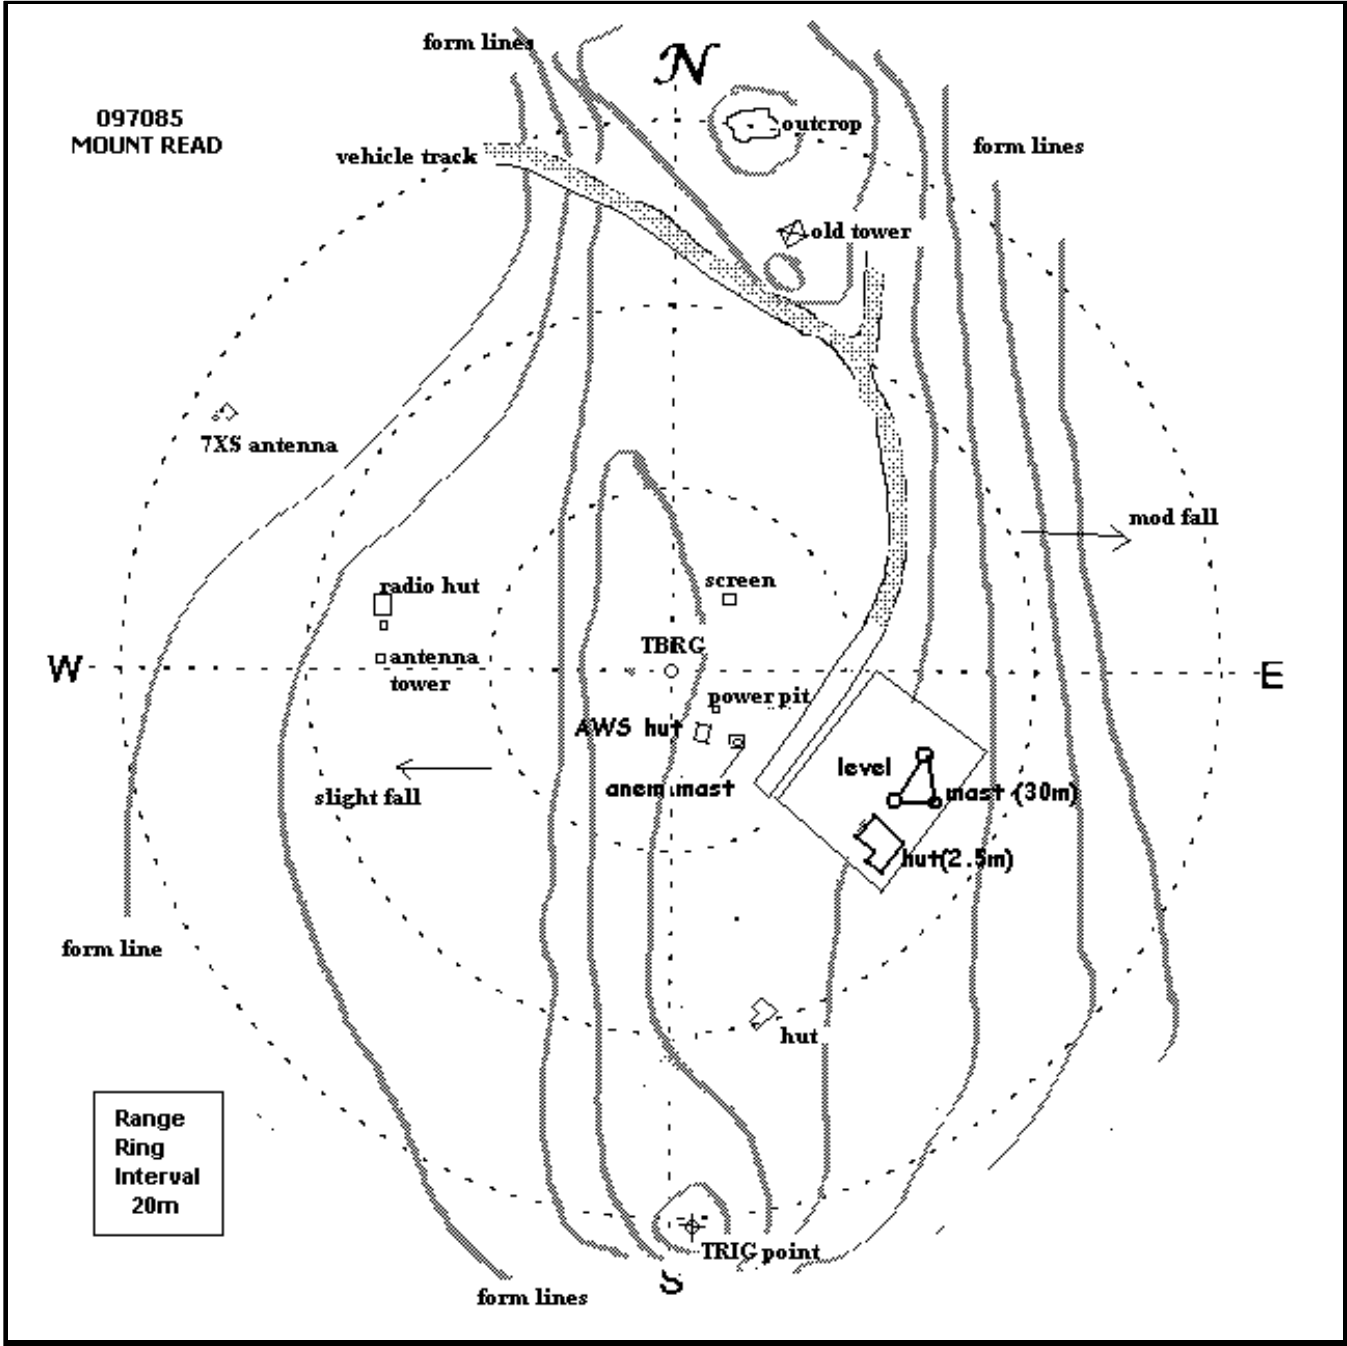 form lines
N
097085
MOUNT READ
outcrop
vehicle track
form lines
old tower
7XS antenna
mod fall
radio hut
screen
TBRG
W
antenna
tower
E
power pit
AWS hut
level
anem mast
mast (30m)
slight fall
hut(2.5m)
form line
hut
Range
Ring
Interval
20m
TRIG point
S
form lines